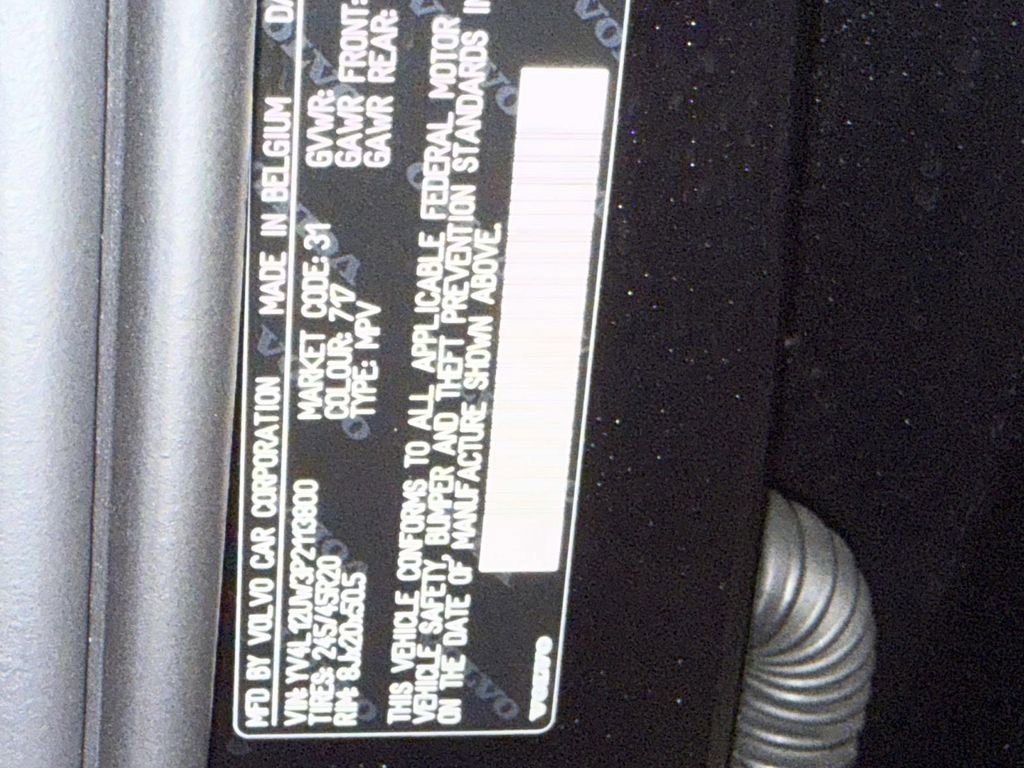 MFD BY VOLVO CAR CORPORATION MADE IN BELGIUM DA
VIN: YV4L12UW3P2113800
TIRES: 245/45R20 MARKET CODE: 31 GVWR:
RIM: 8Jx20x50.5 COLOUR: 717 GAWR FRONT:
TYPE: MPV GAWR REAR:
THIS VEHICLE CONFORMS TO ALL APPLICABLE FEDERAL MOTOR
VEHICLE SAFETY, BUMPER AND THEFT PREVENTION STANDARDS IN
ON THE DATE OF MANUFACTURE SHOWN ABOVE.
VOLVO